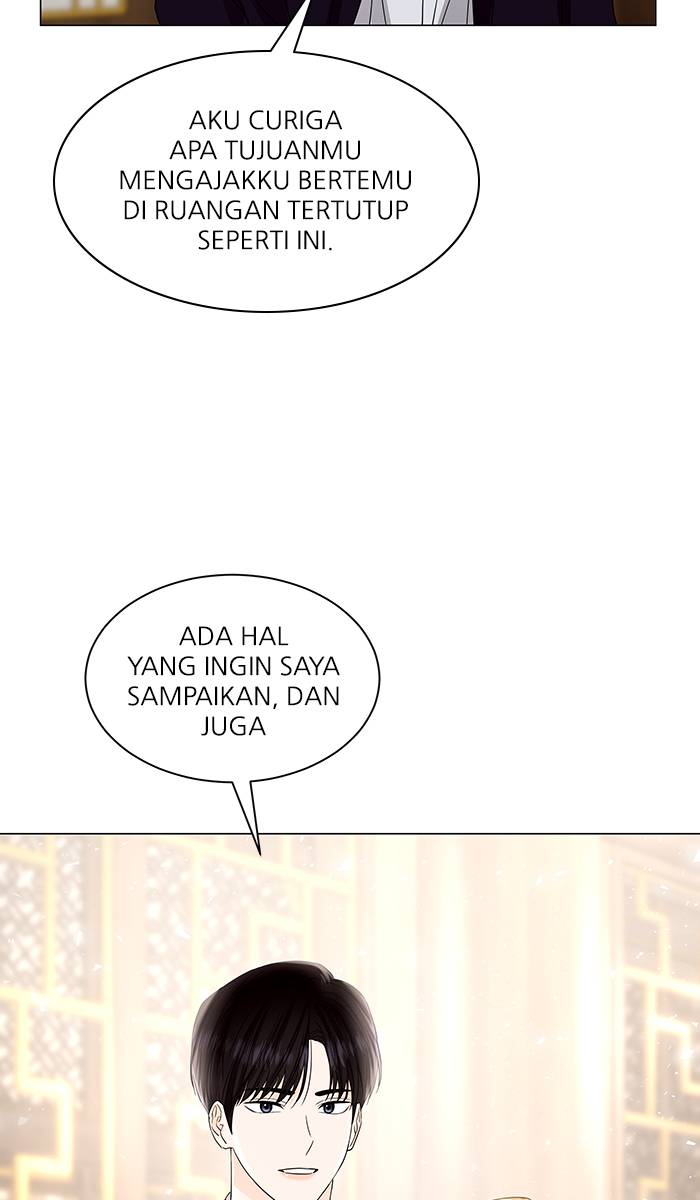 AKU CURIGA
APA TUJUANMU
MENGAJAKKU BERTEMU
DI RUANGAN TERTUTUP
SEPERTI INI.
ADA HAL
YANG INGIN SAYA
SAMPAIKAN, DAN
JUGA